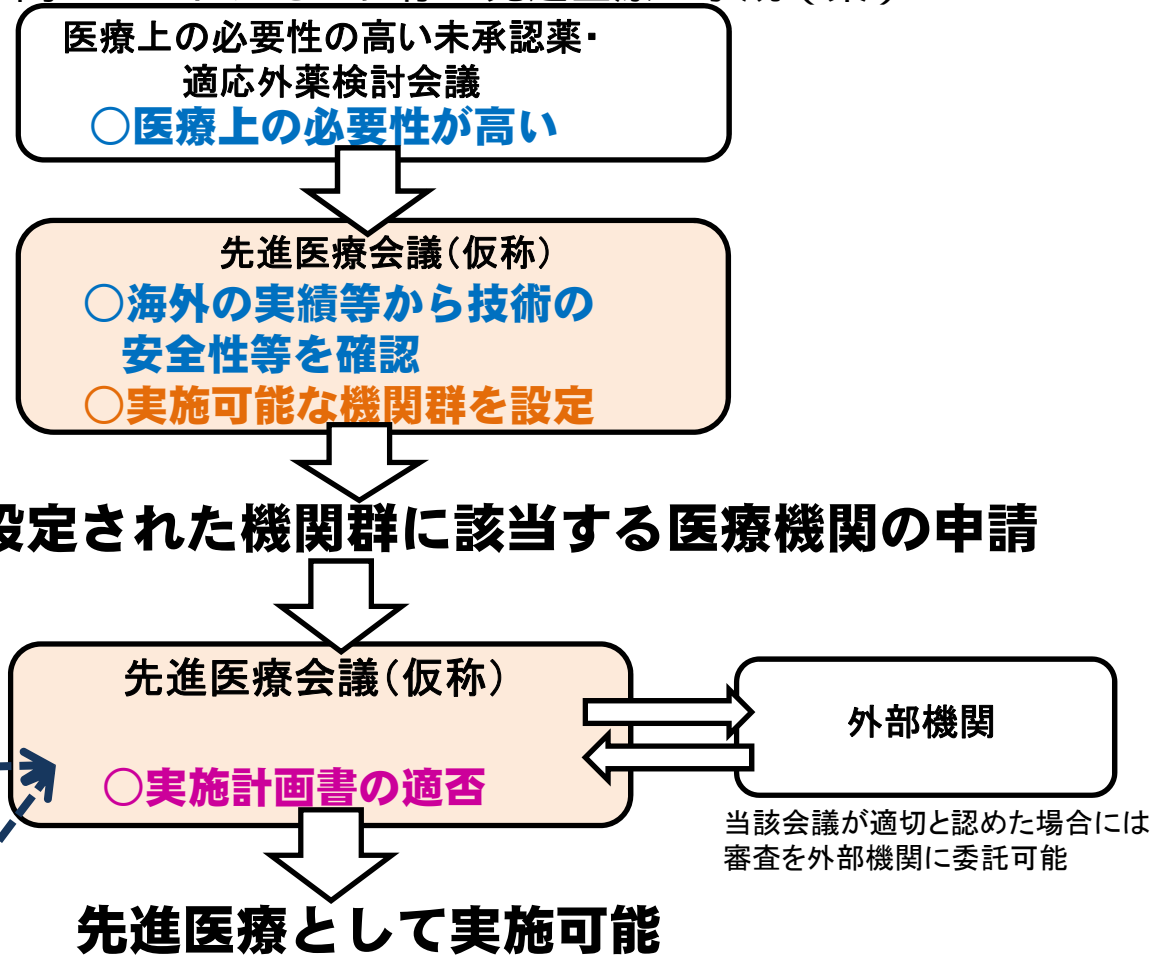 医療上の必要性の高い未承認薬・
適応外薬検討会議
○医療上の必要性が高い
先進医療会議(仮称)
○海外の実績等から技術の
安全性等を確認
○実施可能な機関群を設定
設定された機関群に該当する医療機関の申請
先進医療会議(仮称)
○実施計画書の適否
外部機関
当該会議が適切と認めた場合には
審査を外部機関に委託可能
先進医療として実施可能